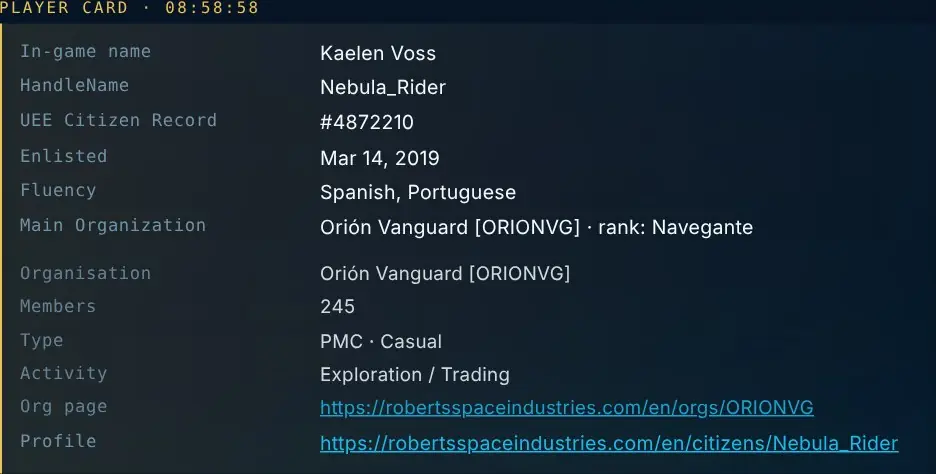 PLAYER CARD · 08:58:58
In-game name Kaelen Voss
HandleName Nebula_Rider
UEE Citizen Record #4872210
Enlisted Mar 14, 2019
Fluency Spanish, Portuguese
Main Organization Orión Vanguard [ORIONVG] · rank: Navegante
Organisation Orión Vanguard [ORIONVG]
Members 245
Type PMC · Casual
Activity Exploration / Trading
Org page https://robertsspaceindustries.com/en/orgs/ORIONVG
Profile https://robertsspaceindustries.com/en/citizens/Nebula_Rider